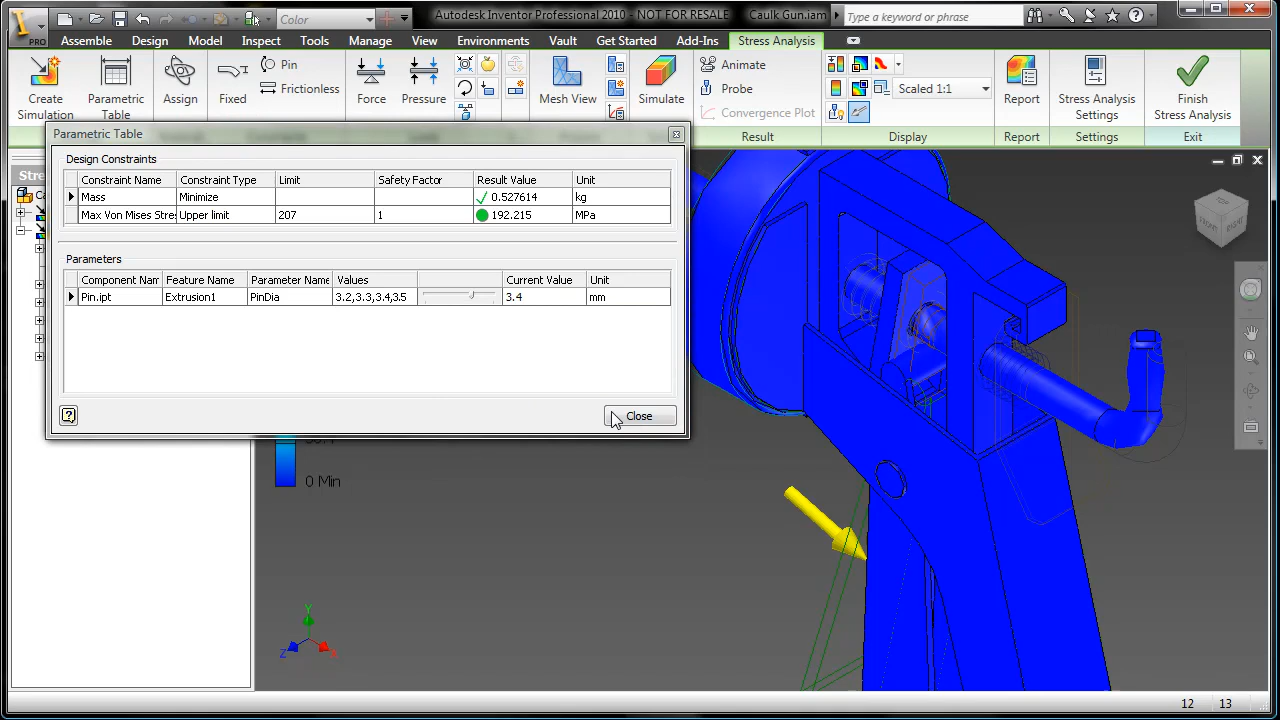 Color
Autodesk Inventor Professional 2010 - NOT FOR RESALE Caulk Gun.iam
Type a keyword or phrase
PRO
Assemble Design Model Inspect Tools Manage View Environments Vault Get Started Add-Ins Stress Analysis
Create Simulation
Parametric Table
Assign
Fixed
Pin
Frictionless
Force
Pressure
Mesh View
Simulate
Animate
Probe
Convergence Plot
Scaled 1:1
Report
Stress Analysis Settings
Finish Stress Analysis
Result Display Report Settings Exit
Parametric Table
Design Constraints
Constraint Name Constraint Type Limit Safety Factor Result Value Unit
Mass Minimize 0.527614 kg
Max Von Mises Stres Upper limit 207 1 192.215 MPa
Parameters
Component Nam Feature Name Parameter Name Values Current Value Unit
Pin.ipt Extrusion1 PinDia 3.2,3.3,3.4,3.5 3.4 mm
Close
Stre
0 Min
Y
Z
X
12 13